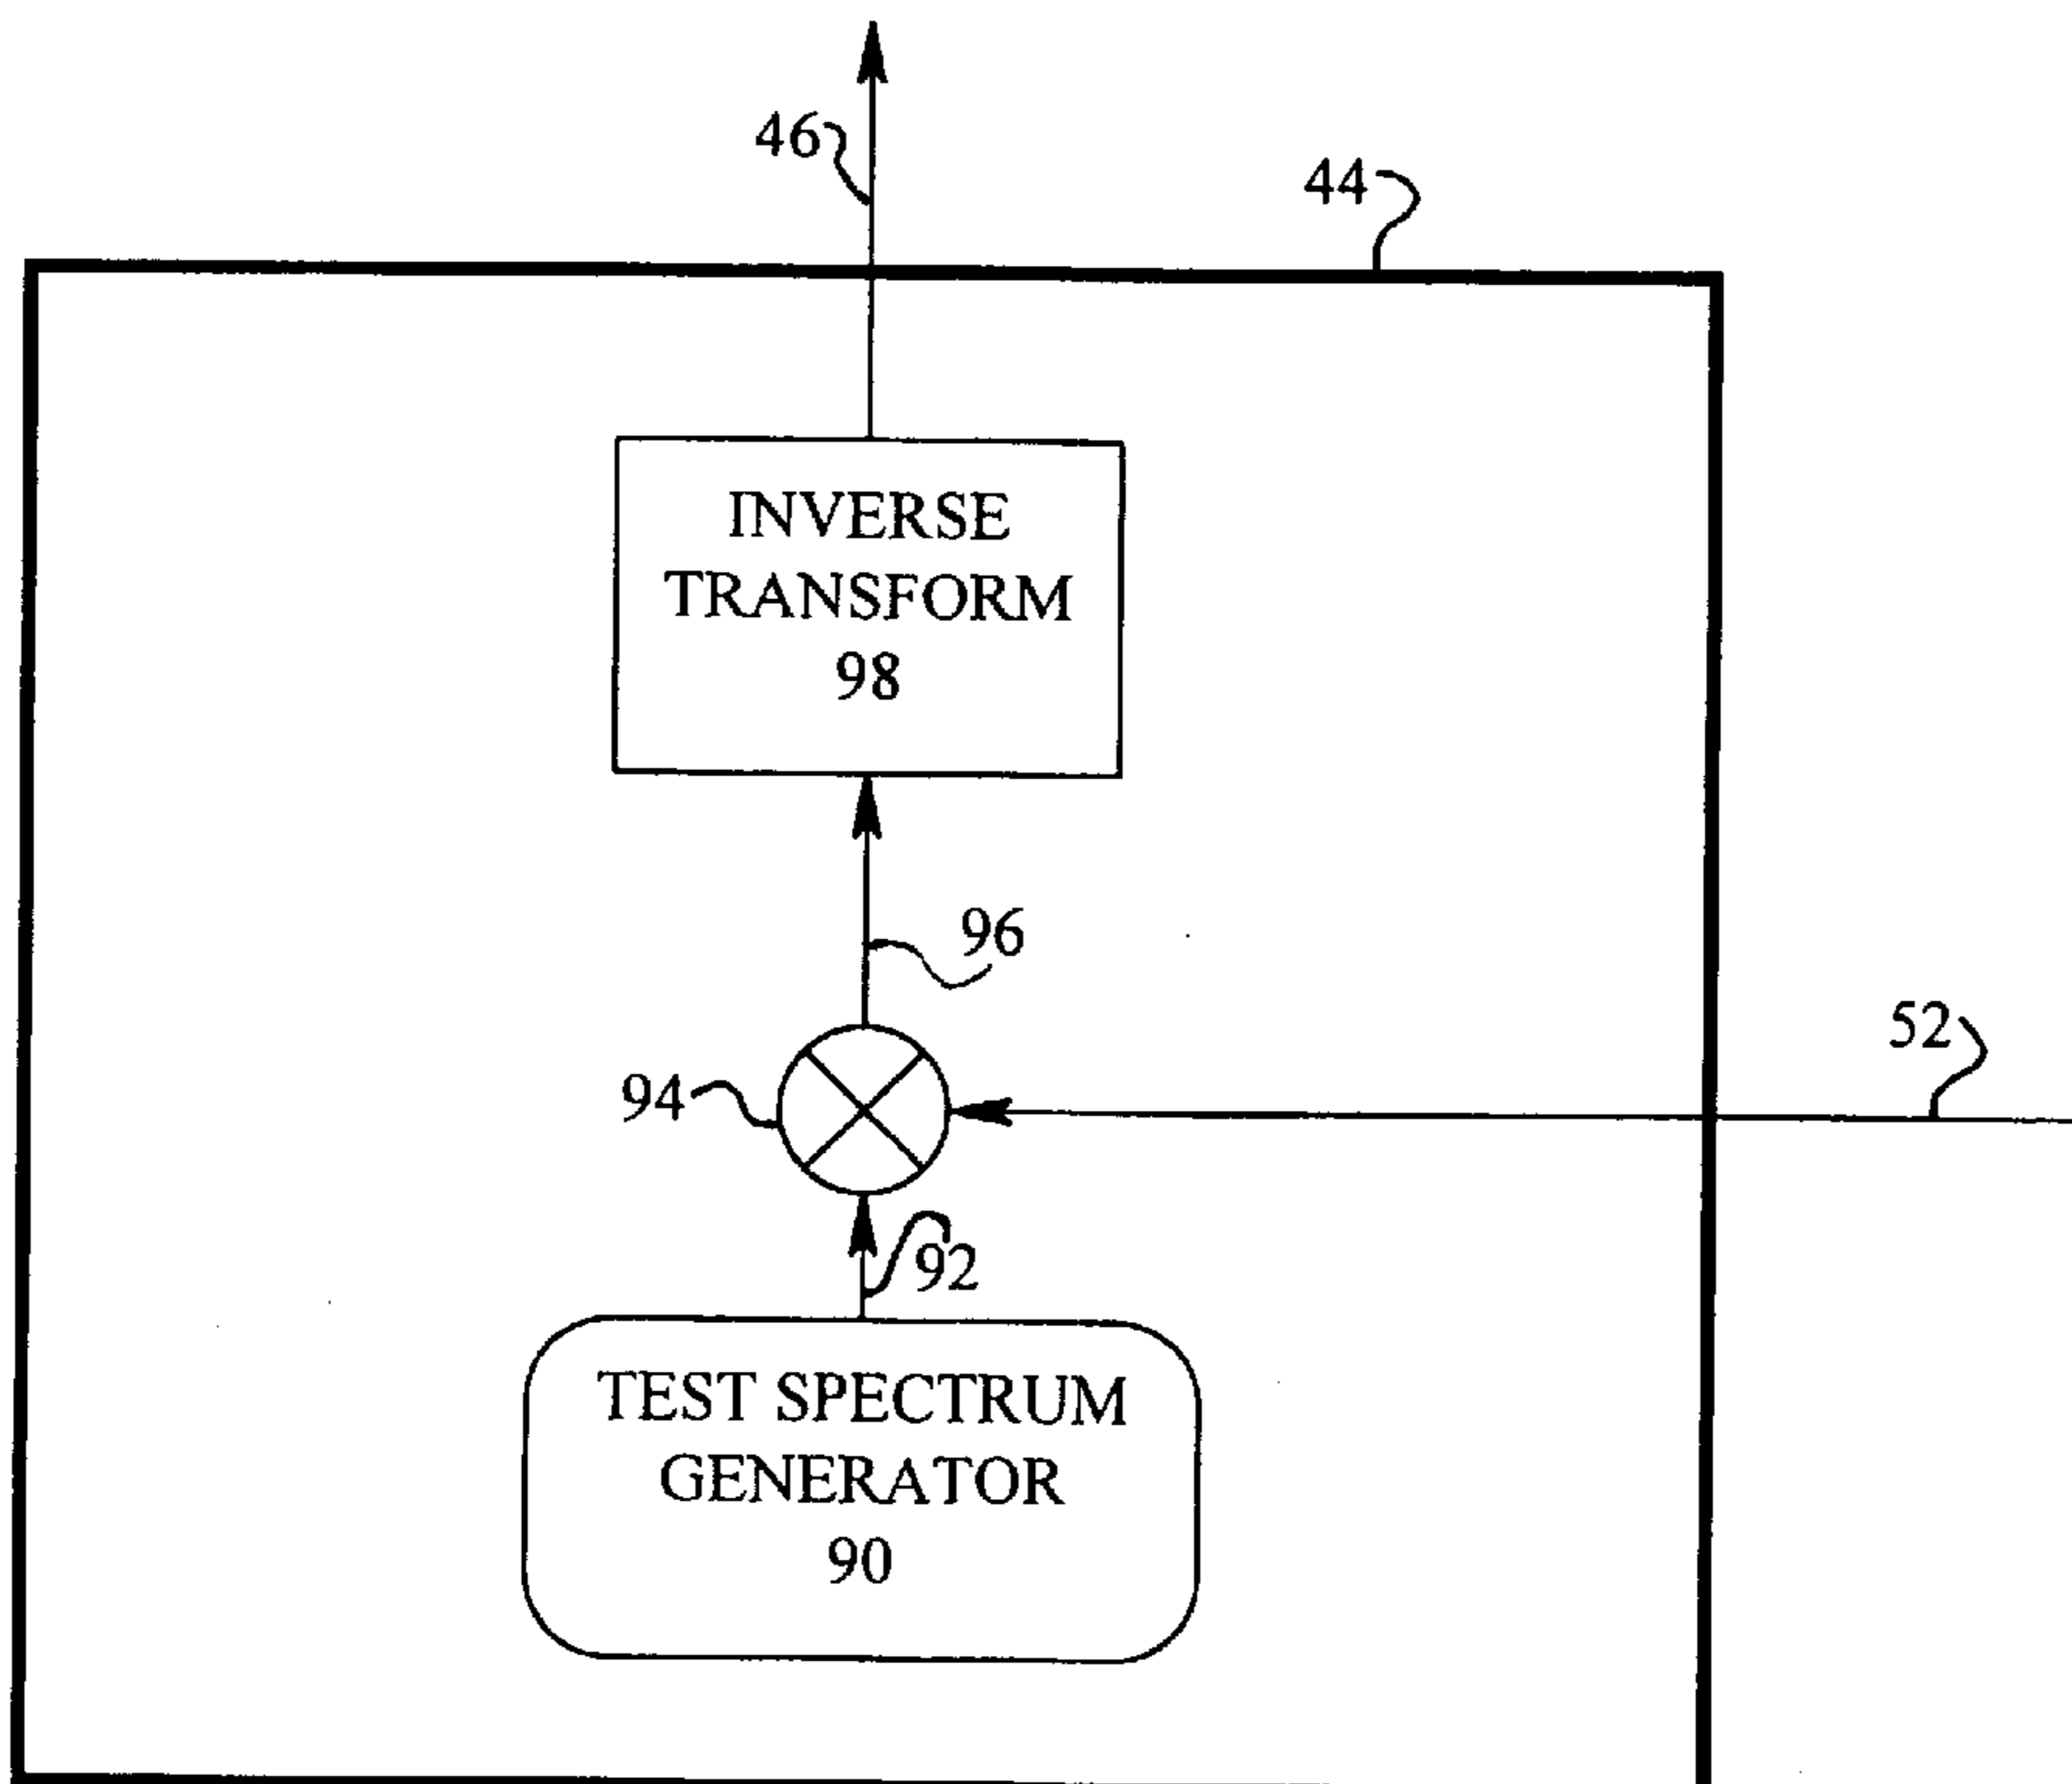 46
44
INVERSE
TRANSFORM
98
96
52
94
92
TEST SPECTRUM
GENERATOR
90